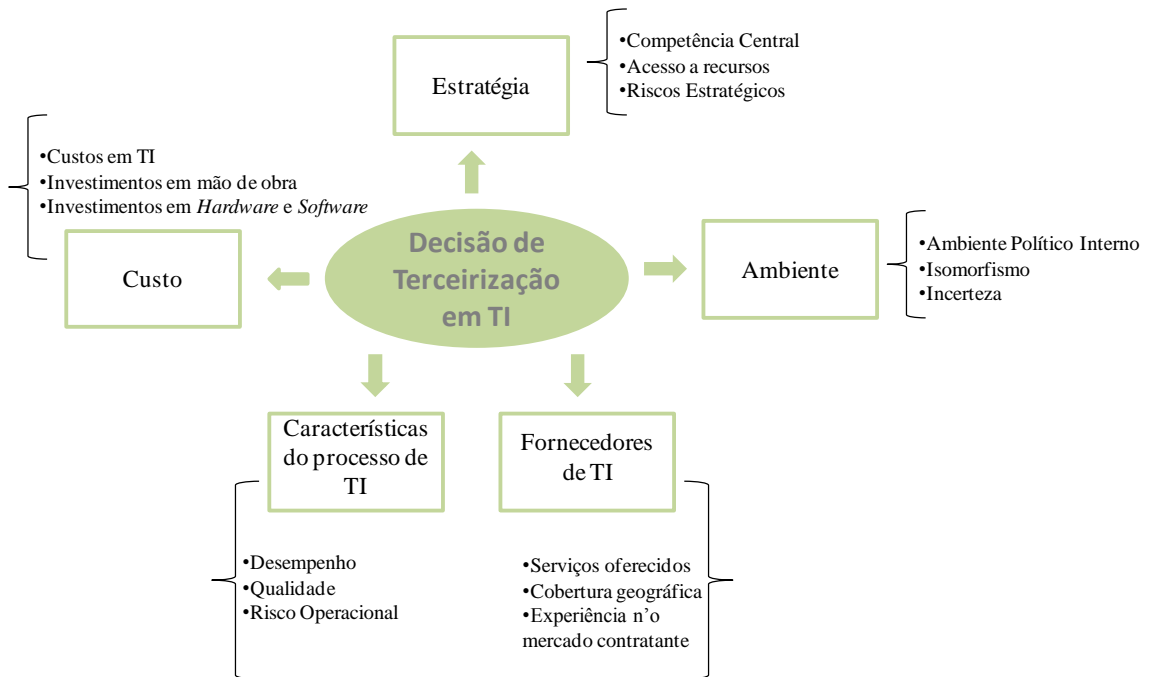 Estratégia
•Competência Central
•Acesso a recursos
•Riscos Estratégicos
•Custos em TI
•Investimentos em mão de obra
•Investimentos em Hardware e Software
Custo
Decisão de
Terceirização
em TI
Ambiente
•Ambiente Político Interno
•Isomorfismo
•Incerteza
Características
do processo de
TI
Fornecedores
de TI
•Desempenho
•Qualidade
•Risco Operacional
•Serviços oferecidos
•Cobertura geográfica
•Experiência n’o
mercado contratante